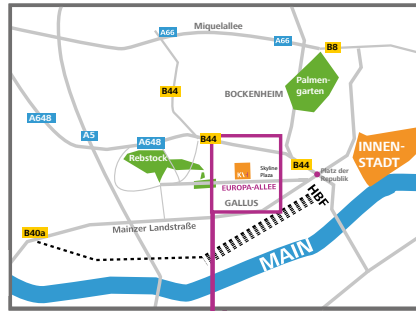 Miquelallee
A66
A66
B8
B44
Palmen-
garten
BOCKENHEIM
A648
A5
A648
B44
INNEN-
STADT
Rebstock
Skyline
Plaza
B44
Platz der
Republik
EUROPA-ALLEE
HBF
GALLUS
Mainzer Landstraße
B40a
MAIN